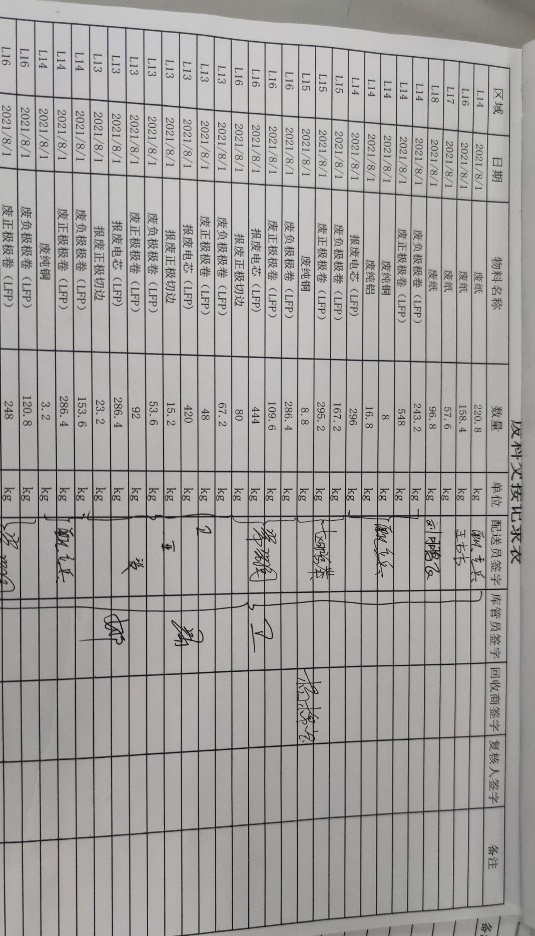 废料交接记录表
区域 日期 物料名称 数量 单位 配送员签字 库管员签字 回收商签字 复核人签字 备注
L14 2021/8/1 废纸 220.8 kg
L16 2021/8/1 废纸 158.4 kg
L17 2021/8/1 废纸 57.6 kg
L18 2021/8/1 废纸 96.8 kg
L14 2021/8/1 废负极极卷（LFP） 243.2 kg
L14 2021/8/1 废正极极卷（LFP） 548 kg
L14 2021/8/1 废纯铜 8 kg
L14 2021/8/1 废纯铝 16.8 kg
L14 2021/8/1 报废电芯（LFP） 296 kg
L15 2021/8/1 废负极极卷（LFP） 167.2 kg
L15 2021/8/1 废正极极卷（LFP） 295.2 kg
L15 2021/8/1 废纯铜 8.8 kg
L16 2021/8/1 废负极极卷（LFP） 286.4 kg
L16 2021/8/1 废正极极卷（LFP） 109.6 kg
L16 2021/8/1 报废电芯（LFP） 444 kg
L16 2021/8/1 报废正极切边 80 kg
L13 2021/8/1 废负极极卷（LFP） 67.2 kg
L13 2021/8/1 废正极极卷（LFP） 48 kg
L13 2021/8/1 报废电芯（LFP） 420 kg
L13 2021/8/1 报废正极切边 15.2 kg
L13 2021/8/1 废负极极卷（LFP） 53.6 kg
L13 2021/8/1 废正极极卷（LFP） 92 kg
L13 2021/8/1 报废电芯（LFP） 286.4 kg
L13 2021/8/1 报废正极切边 23.2 kg
L14 2021/8/1 废负极极卷（LFP） 153.6 kg
L14 2021/8/1 废正极极卷（LFP） 286.4 kg
L14 2021/8/1 废纯铜 3.2 kg
L16 2021/8/1 废负极极卷（LFP） 120.8 kg
L16 2021/8/1 废正极极卷（LFP） 248 kg